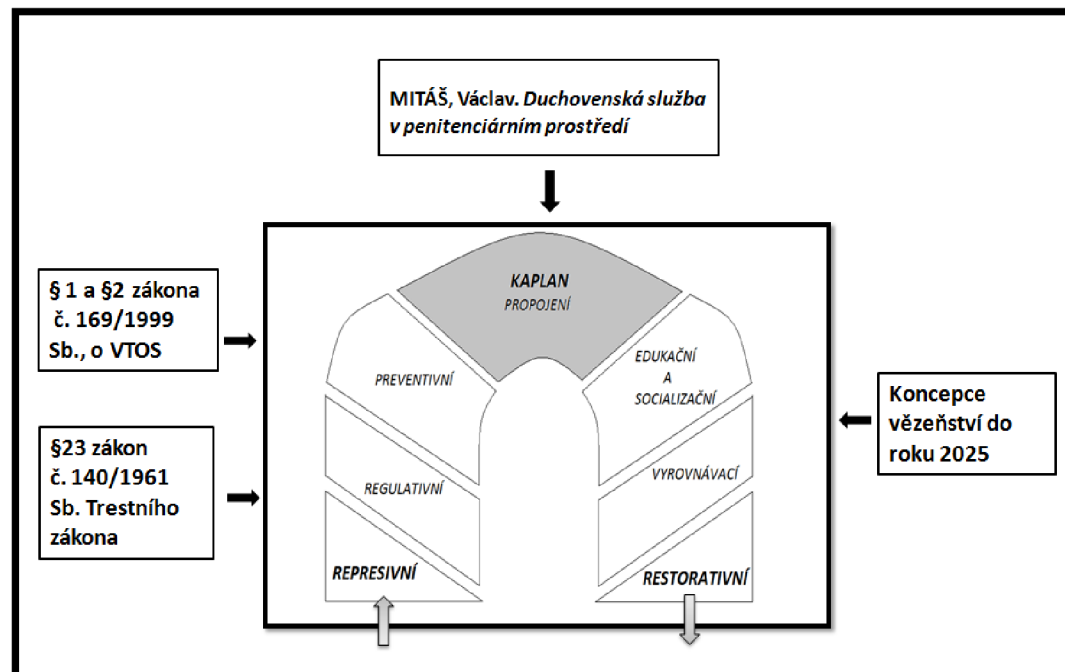 MITÁŠ, Václav. Duchovenská služba
v penitenciárním prostředí
§ 1 a §2 zákona
č. 169/1999
Sb., o VTOS
§23 zákon
č. 140/1961
Sb. Trestního
zákona
KAPLAN
PROPOJENÍ
PREVENTIVNÍ
REGULATIVNÍ
REPRESIVNÍ
EDUKAČNÍ
A
SOCIALIZAČNÍ
VYROVNÁVACÍ
RESTORATIVNÍ
Koncepce
vězeňství do
roku 2025